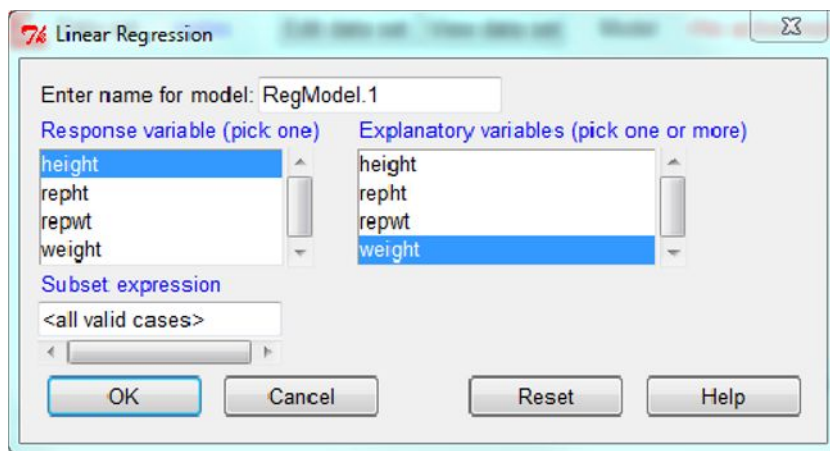 Linear Regression
Enter name for model: RegModel.1
Response variable (pick one)
Explanatory variables (pick one or more)
height
repht
repwt
weight
height
repht
repwt
weight
Subset expression
<all valid cases>
OK Cancel Reset Help